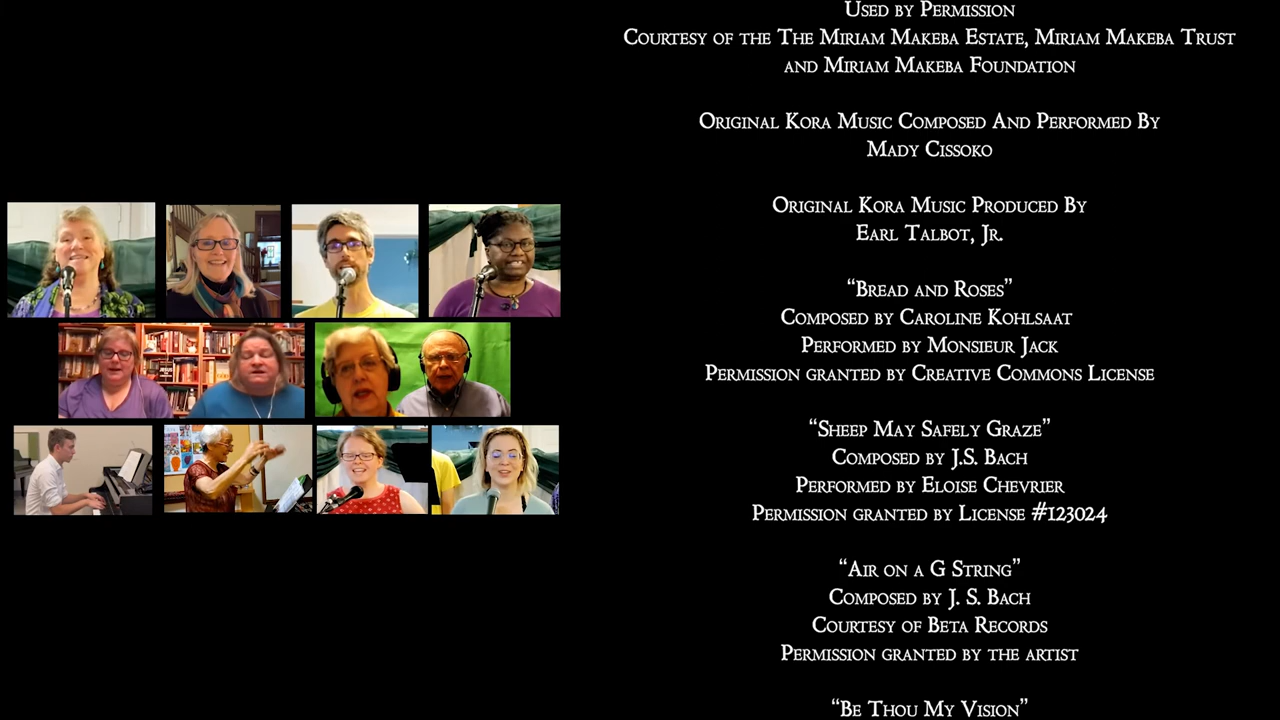 Used by Permission
Courtesy of the The Miriam Makeba Estate, Miriam Makeba Trust
and Miriam Makeba Foundation
Original Kora Music Composed And Performed By
Mady Cissoko
Original Kora Music Produced By
Earl Talbot, Jr.
“Bread and Roses”
Composed by Caroline Kohlsaat
Performed by Monsieur Jack
Permission granted by Creative Commons License
“Sheep May Safely Graze”
Composed by J.S. Bach
Performed by Eloise Chevrier
Permission granted by License #123024
“Air on a G String”
Composed by J. S. Bach
Courtesy of Beta Records
Permission granted by the artist
“Be Thou My Vision”